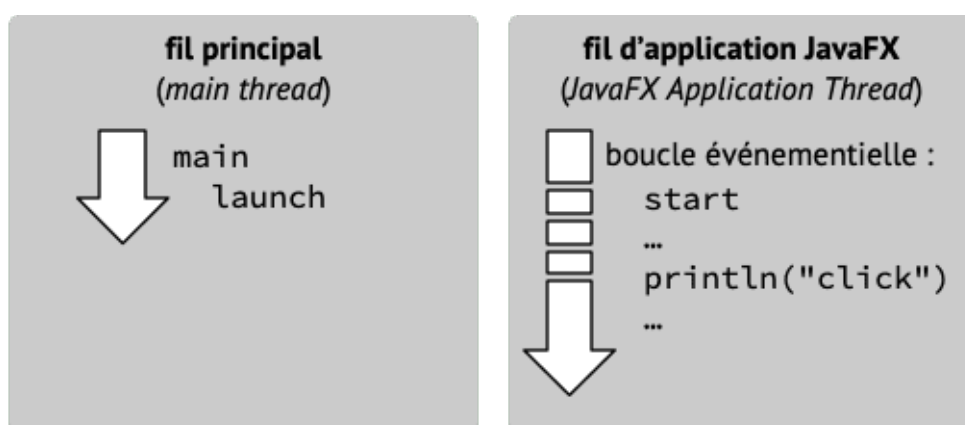 fil principal
(main thread)
main
launch
fil d'application JavaFX
(JavaFX Application Thread)
boucle événementielle :
start
…
println("click")
…